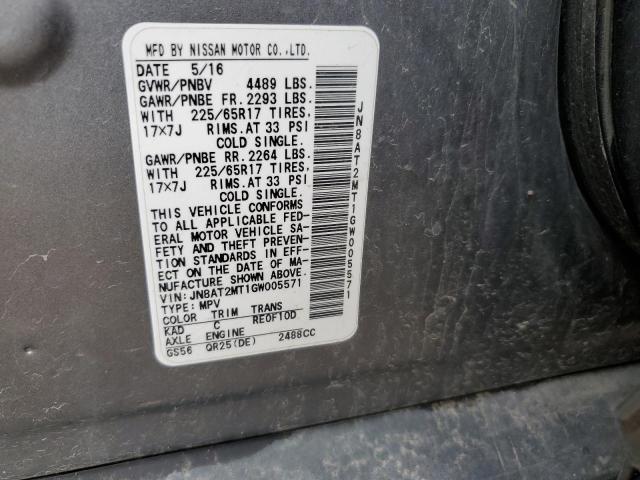 MFD BY NISSAN MOTOR CO.,LTD.
DATE 5/16
GVWR/PNBV 4489 LBS.
GAWR/PNBE FR. 2293 LBS.
WITH 225/65R17 TIRES,
17×7J RIMS.AT 33 PSI
COLD SINGLE.
GAWR/PNBE RR. 2264 LBS.
WITH 225/65R17 TIRES,
17×7J RIMS.AT 33 PSI
COLD SINGLE.
THIS VEHICLE CONFORMS
TO ALL APPLICABLE FED-
ERAL MOTOR VEHICLE SA-
FETY AND THEFT PREVEN-
TION STANDARDS IN EFF-
ECT ON THE DATE OF MA-
NUFACTURE SHOWN ABOVE.
VIN: JN8AT2MT1GW005571
TYPE: MPV
COLOR TRIM TRANS
KAD C RE0F10D
AXLE ENGINE
GS56 QR25(DE) 2488CC
JN8AT2MT1GW005571